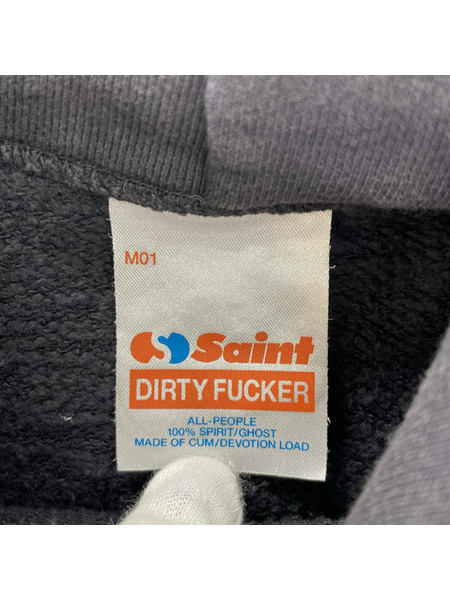 M01
Saint
DIRTY FUCKER
ALL-PEOPLE
100% SPIRIT/GHOST
MADE OF CUM/DEVOTION LOAD